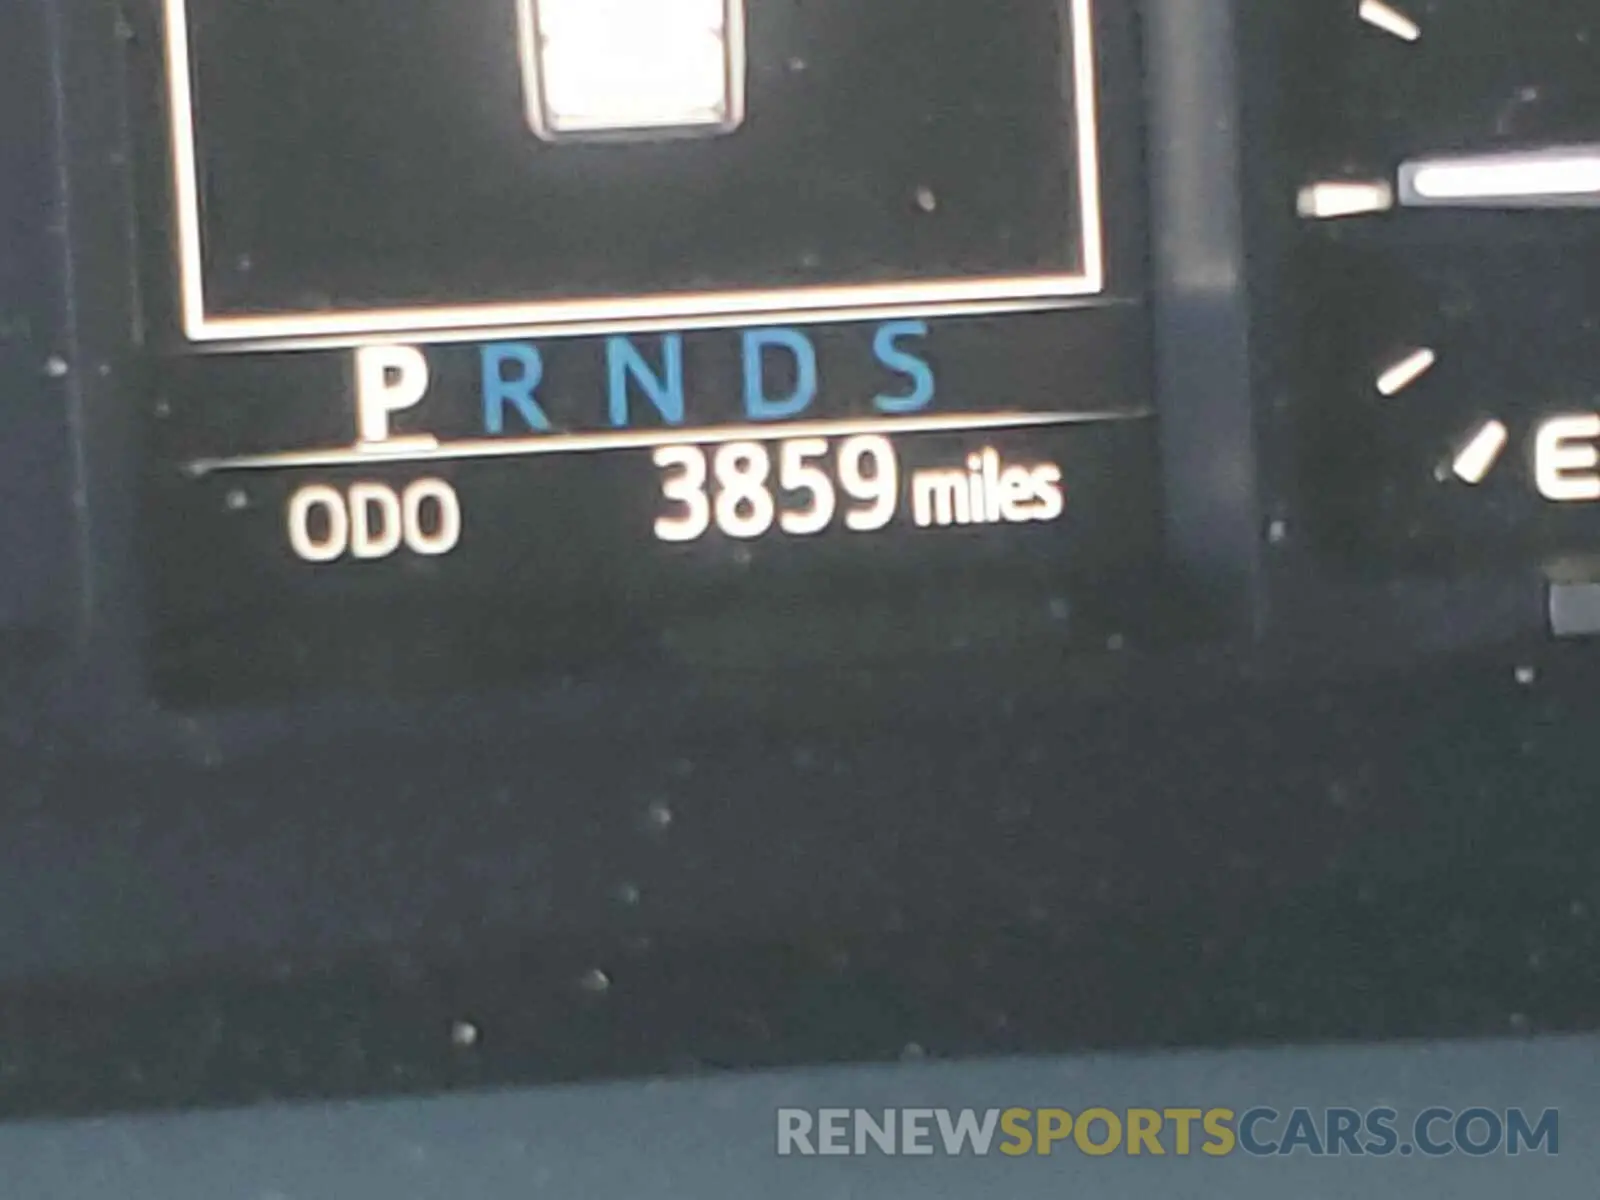 P R N D S
ODO 3859 miles
E
RENEWSPORTSCARS.COM